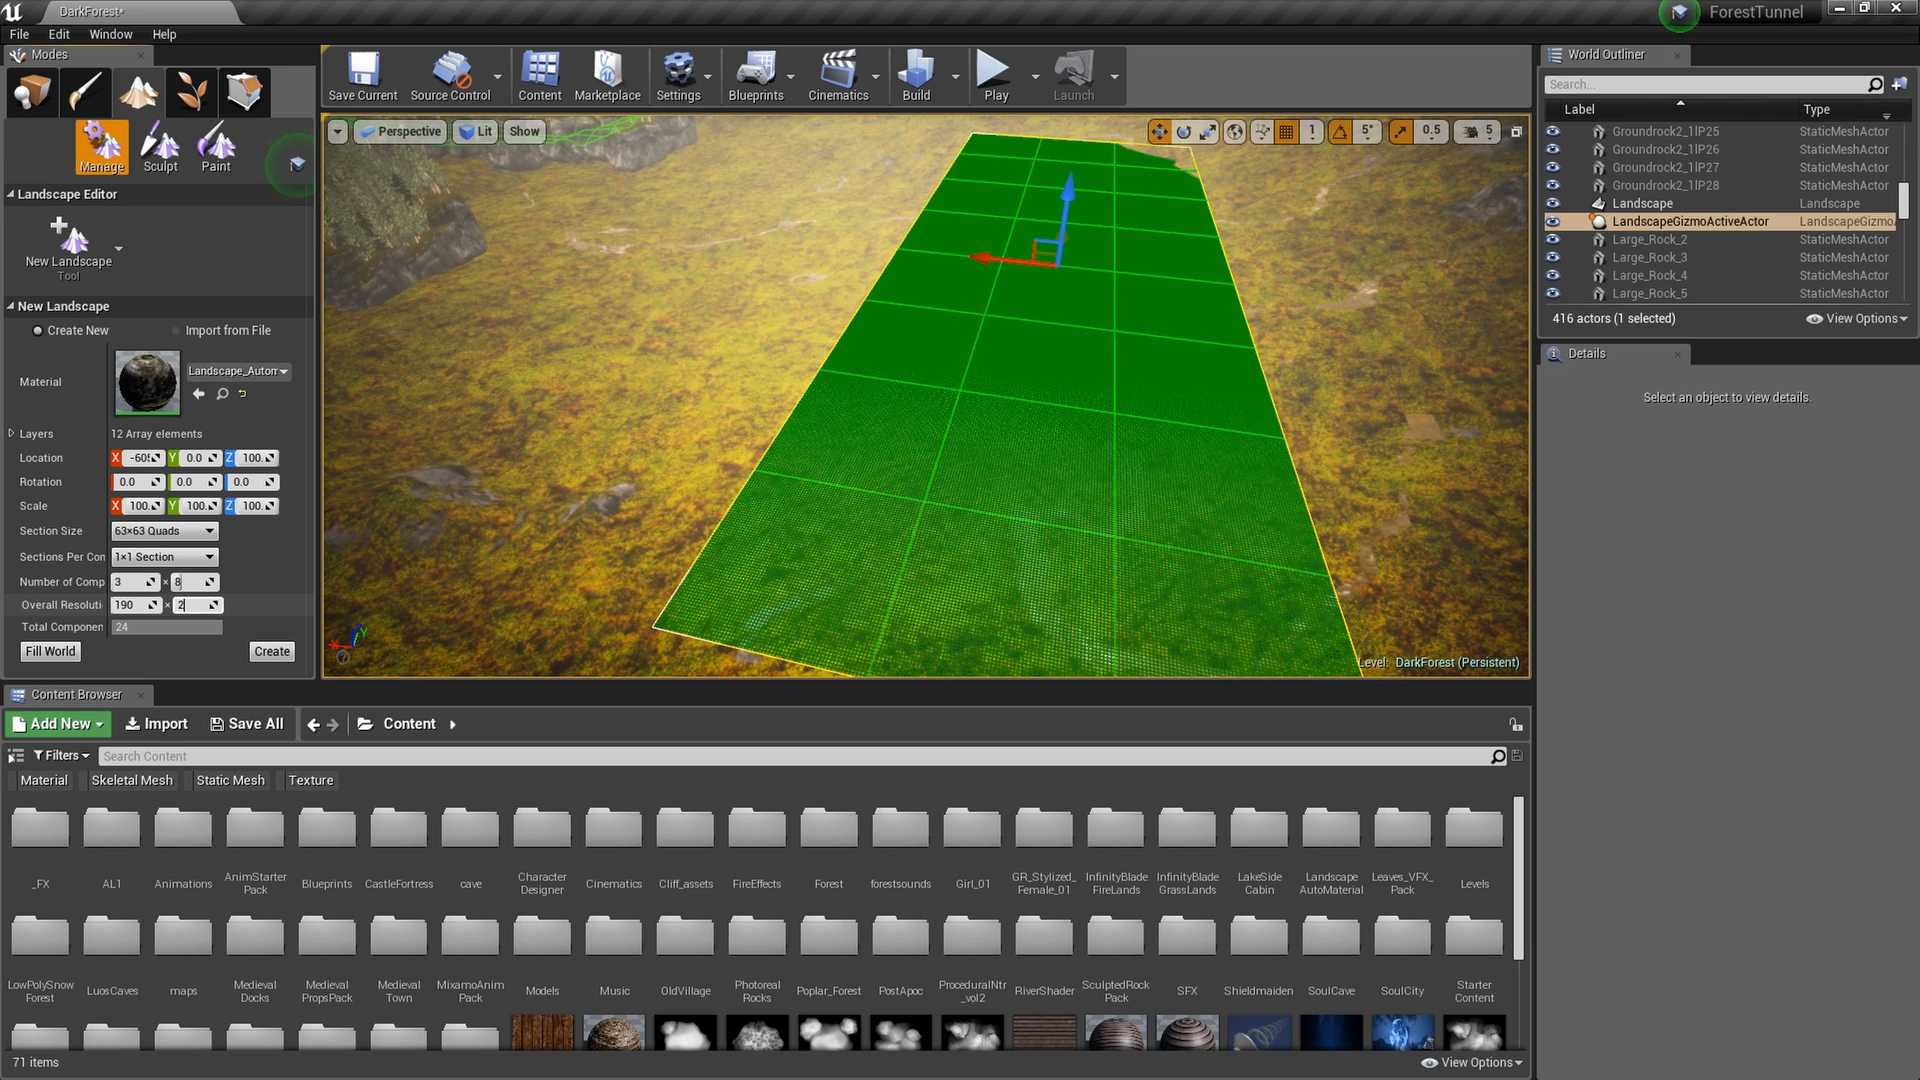 DarkForest*
ForestTunnel
File Edit Window Help
Modes
Manage Sculpt Paint
Landscape Editor
New Landscape
Tool
New Landscape
Create New Import from File
Material
Landscape_Autom
Layers 12 Array elements
Location X Y 0.0 Z 100.
Rotation 0.0 0.0 0.0
Scale X 100. Y 100. Z 100.
Section Size 63×63 Quads
Sections Per Con 1×1 Section
Number of Comp 3 × 8
Overall Resoluti 190 × 2
Total Componen 24
Fill World Create
Save Current Source Control Content Marketplace Settings Blueprints Cinematics Build Play Launch
Perspective Lit Show
1 5° 0.5 5
Level: DarkForest (Persistent)
World Outliner
Search...
Label Type
Groundrock2_1lP25 StaticMeshActor
Groundrock2_1lP26 StaticMeshActor
Groundrock2_1lP27 StaticMeshActor
Groundrock2_1lP28 StaticMeshActor
Landscape Landscape
LandscapeGizmoActiveActor LandscapeGizmo
Large_Rock_2 StaticMeshActor
Large_Rock_3 StaticMeshActor
Large_Rock_4 StaticMeshActor
Large_Rock_5 StaticMeshActor
416 actors (1 selected) View Options
Details
Select an object to view details.
Content Browser
Add New Import Save All Content
Filters Search Content
Material Skeletal Mesh Static Mesh Texture
_FX AL1 Animations AnimStarter Pack Blueprints CastleFortress cave Character Designer Cinematics Cliff_assets FireEffects Forest forestsounds Girl_01 GR_Stylized_ Female_01 InfinityBlade FireLands InfinityBlade GrassLands LakeSide Cabin Landscape AutoMaterial Leaves_VFX_ Pack Levels
LowPolySnow Forest LuosCaves maps Medieval Docks Medieval PropsPack Medieval Town MixamoAnim Pack Models Music OldVillage Photoreal Rocks Poplar_Forest PostApoc ProceduralNtr _vol2 RiverShader SculptedRock Pack SFX Shieldmaiden SoulCave SoulCity Starter Content
71 items View Options